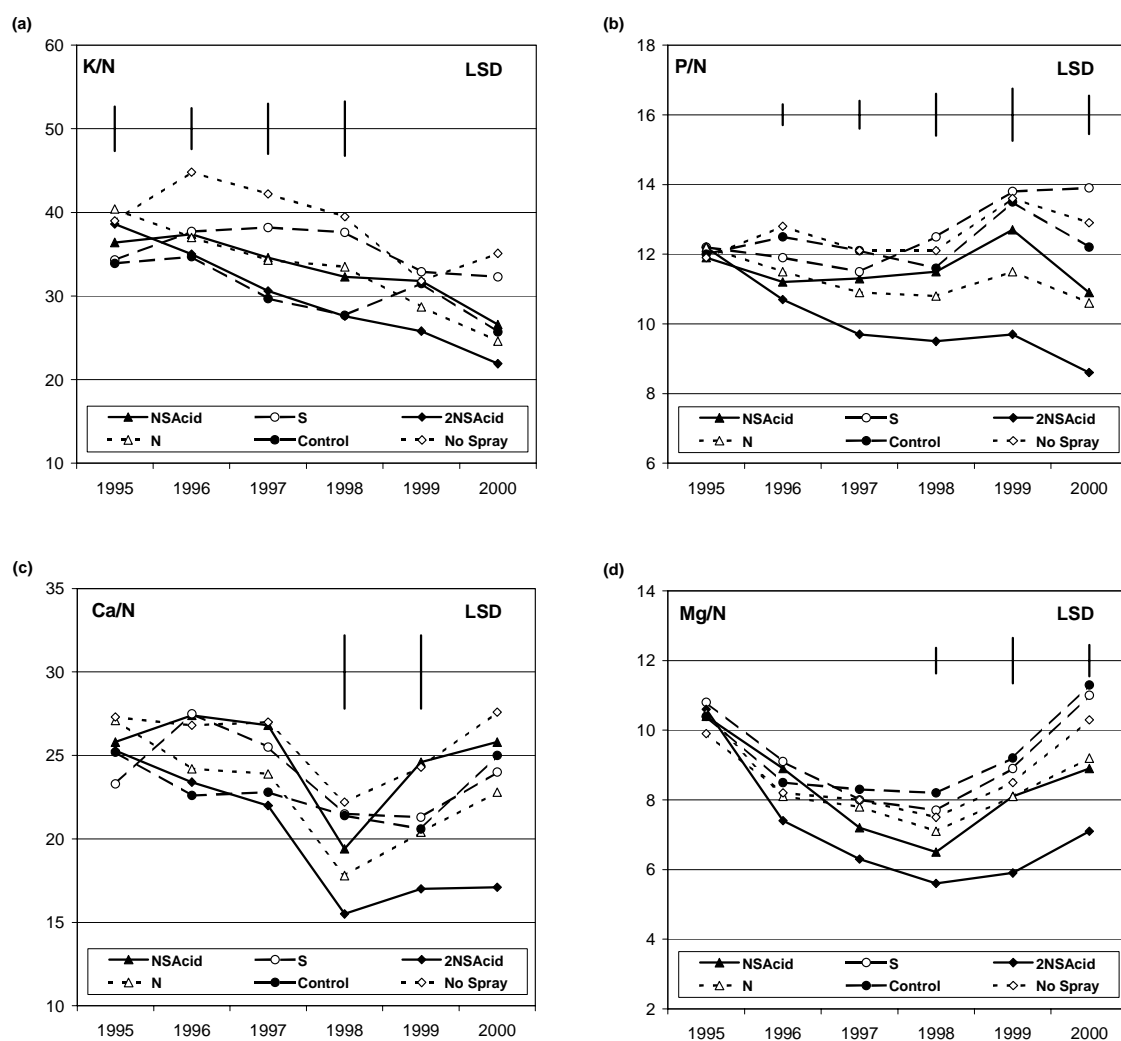 (a)
K/N LSD
60
50
40
30
20
10
NSAcid S 2NSAcid
N Control No Spray
1995 1996 1997 1998 1999 2000
(b)
P/N LSD
18
16
14
12
10
8
6
NSAcid S 2NSAcid
N Control No Spray
1995 1996 1997 1998 1999 2000
(c)
Ca/N LSD
35
30
25
20
15
10
NSAcid S 2NSAcid
N Control No Spray
1995 1996 1997 1998 1999 2000
(d)
Mg/N LSD
14
12
10
8
6
4
2
NSAcid S 2NSAcid
N Control No Spray
1995 1996 1997 1998 1999 2000